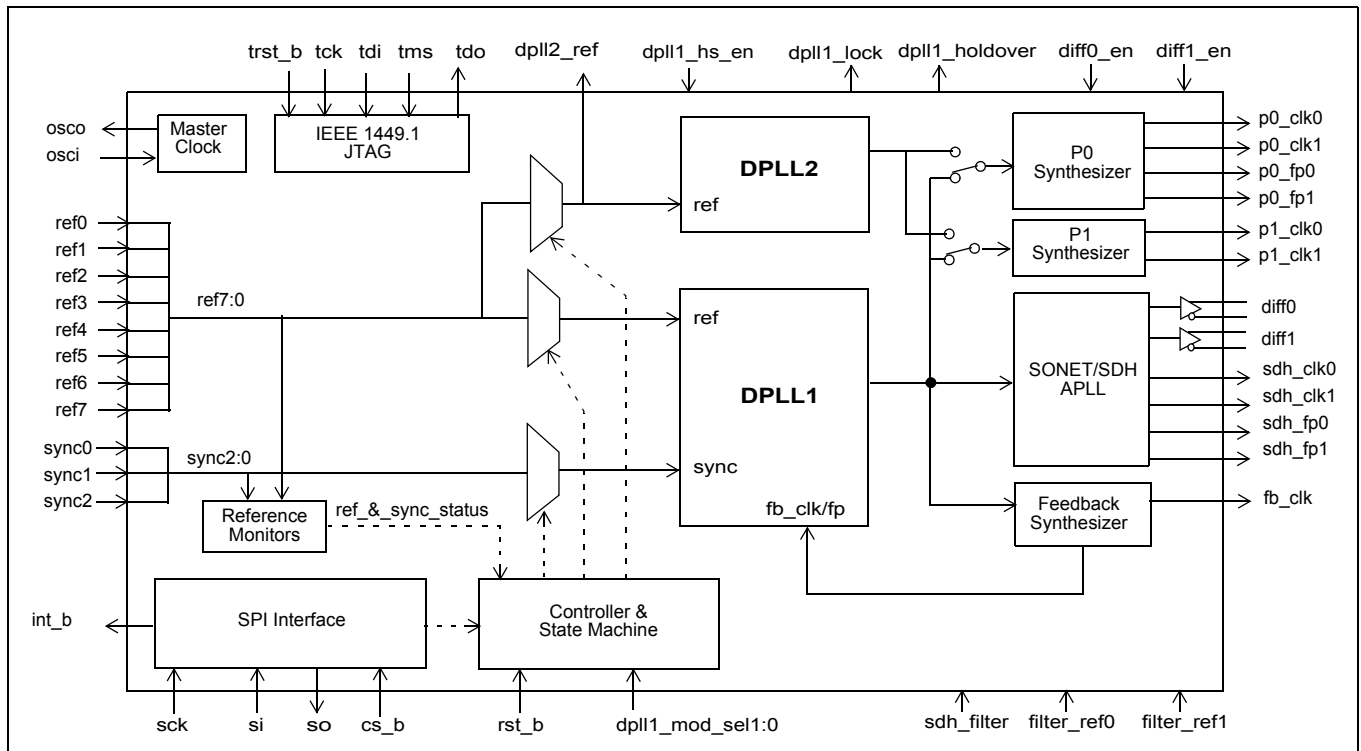 trst_b tck tdi tms tdo dpll2_ref dpll1_hs_en dpll1_lock dpll1_holdover diff0_en diff1_en
osco
osci
Master
Clock
IEEE 1449.1
JTAG
DPLL2
ref
P0
Synthesizer
p0_clk0
p0_clk1
p0_fp0
p0_fp1
P1
Synthesizer
p1_clk0
p1_clk1
ref0
ref1
ref2
ref3
ref4
ref5
ref6
ref7
ref7:0
ref
DPLL1
sync
fb_clk/fp
SONET/SDH
APLL
diff0
diff1
sdh_clk0
sdh_clk1
sdh_fp0
sdh_fp1
sync0
sync1
sync2
sync2:0
Reference
Monitors
ref_&_sync_status
Feedback
Synthesizer
fb_clk
int_b
SPI Interface
Controller &
State Machine
sck si so cs_b rst_b dpll1_mod_sel1:0 sdh_filter filter_ref0 filter_ref1